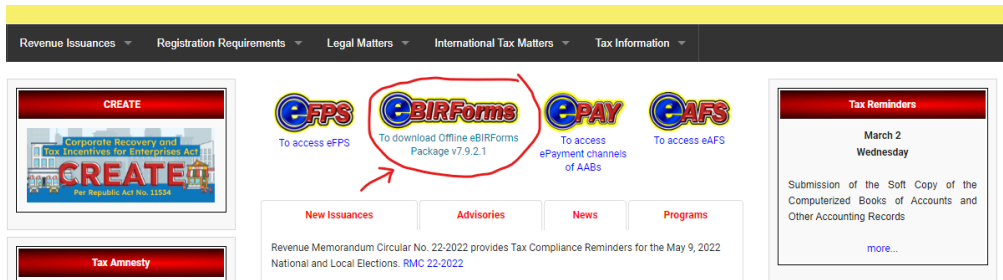 Revenue Issuances
Registration Requirements
Legal Matters
International Tax Matters
Tax Information
CREATE
Corporate Recovery and
Tax Incentives for Enterprises Act
CREATE
Per Republic Act No. 11534
Tax Amnesty
eFPS
To access eFPS
eBIRForms
To download Offline eBIRForms
Package v7.9.2.1
ePAY
To access
ePayment channels
of AABs
eAFS
To access eAFS
New Issuances
Advisories
News
Programs
Revenue Memorandum Circular No. 22-2022 provides Tax Compliance Reminders for the May 9, 2022
National and Local Elections. RMC 22-2022
Tax Reminders
March 2
Wednesday
Submission of the Soft Copy of the
Computerized Books of Accounts and
Other Accounting Records
more...